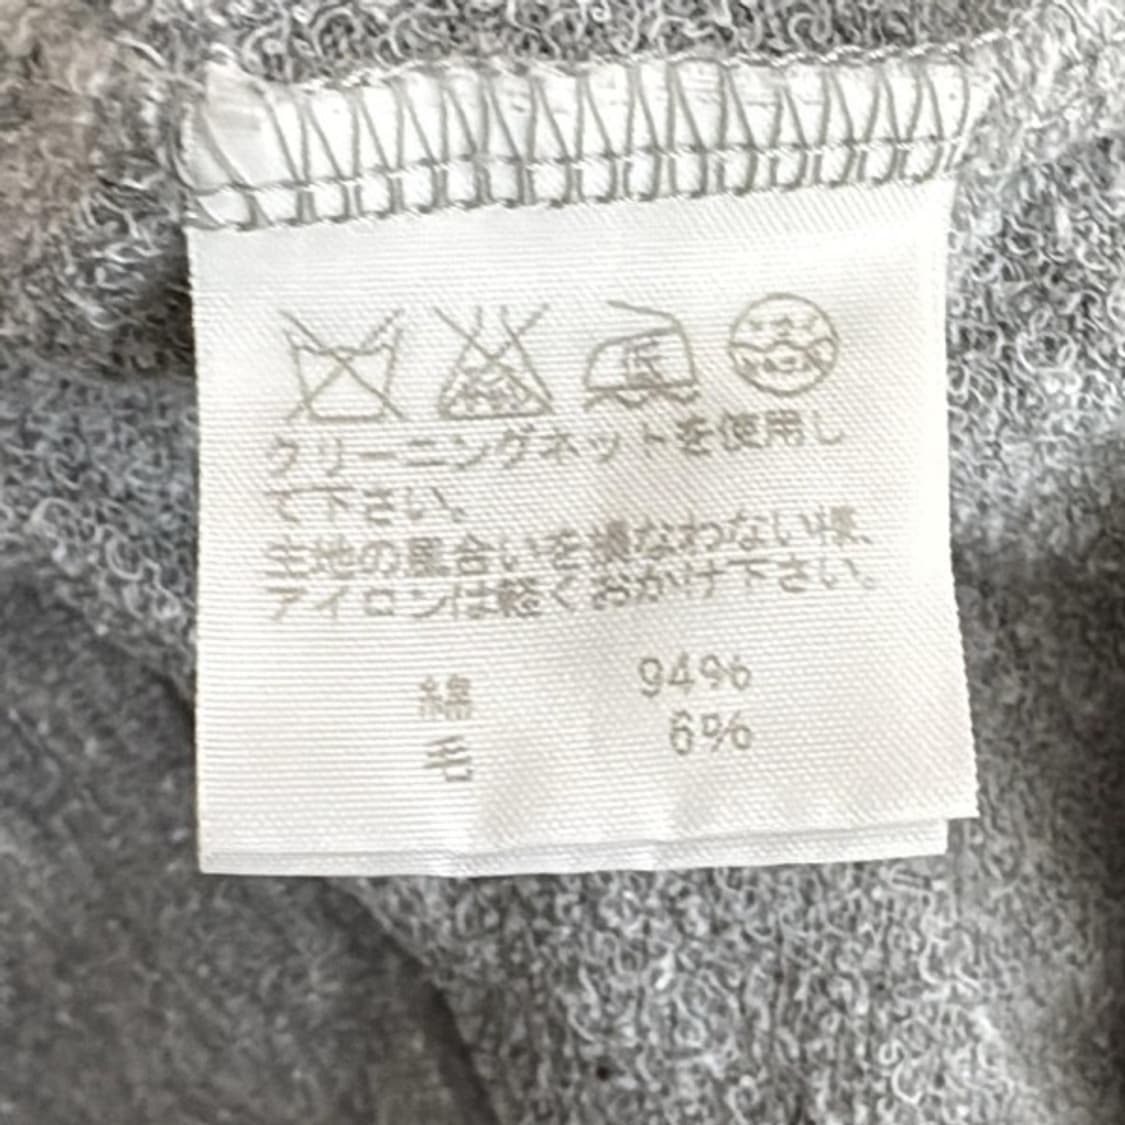 低
クリーニングネットを使用し
て下さい。
生地の風合いを損なわない様、
アイロンは軽くおかけ下さい。
綿 94%
毛 6%